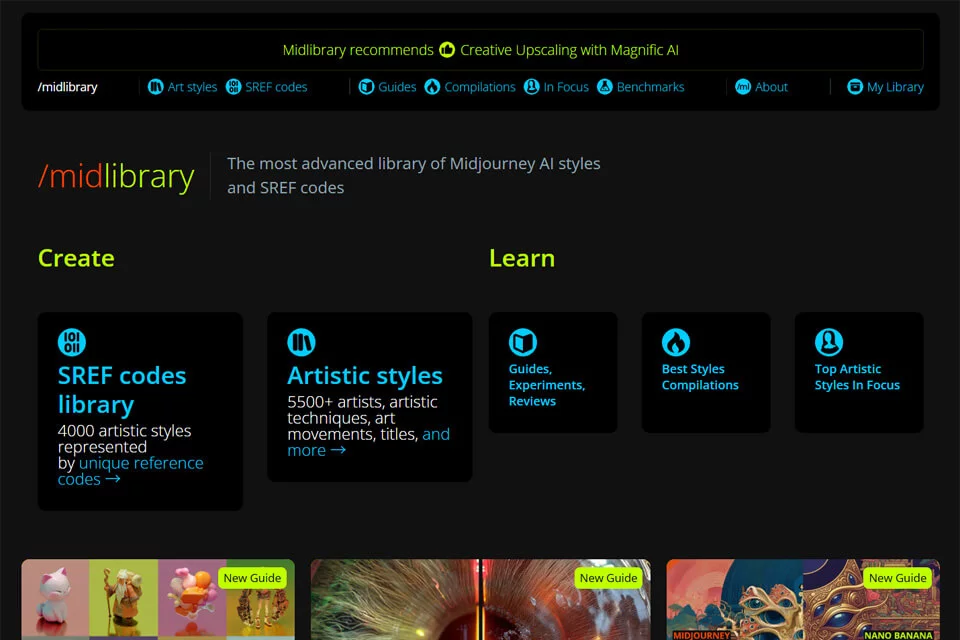 Midlibrary recommends Creative Upscaling with Magnific AI
/midlibrary Art styles SREF codes Guides Compilations In Focus Benchmarks About My Library
/midlibrary
The most advanced library of Midjourney AI styles
and SREF codes
Create
Learn
SREF codes
library
4000 artistic styles
represented
by unique reference
codes →
Artistic styles
5500+ artists, artistic
techniques, art
movements, titles, and
more →
Guides,
Experiments,
Reviews
Best Styles
Compilations
Top Artistic
Styles In Focus
New Guide
New Guide
New Guide
MIDJOURNEY
NANO BANANA